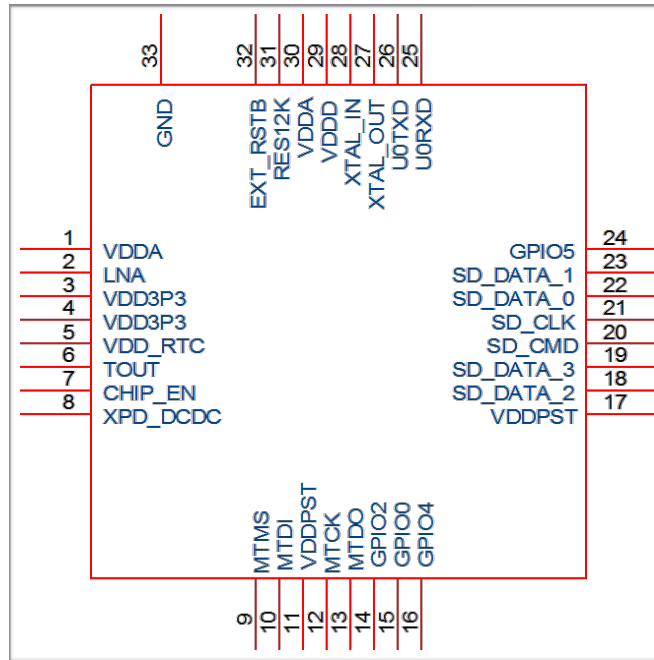 33
32
31
30
29
28
27
26
25
GND
EXT_RSTB
RES12K
VDDA
VDDD
XTAL_IN
XTAL_OUT
U0TXD
U0RXD
1 VDDA
2 LNA
3 VDD3P3
4 VDD3P3
5 VDD_RTC
6 TOUT
7 CHIP_EN
8 XPD_DCDC
GPIO5 24
SD_DATA_1 23
SD_DATA_0 22
SD_CLK 21
SD_CMD 20
SD_DATA_3 19
SD_DATA_2 18
VDDPST 17
MTMS
MTDI
VDDPST
MTCK
MTDO
GPIO2
GPIO0
GPIO4
9
10
11
12
13
14
15
16